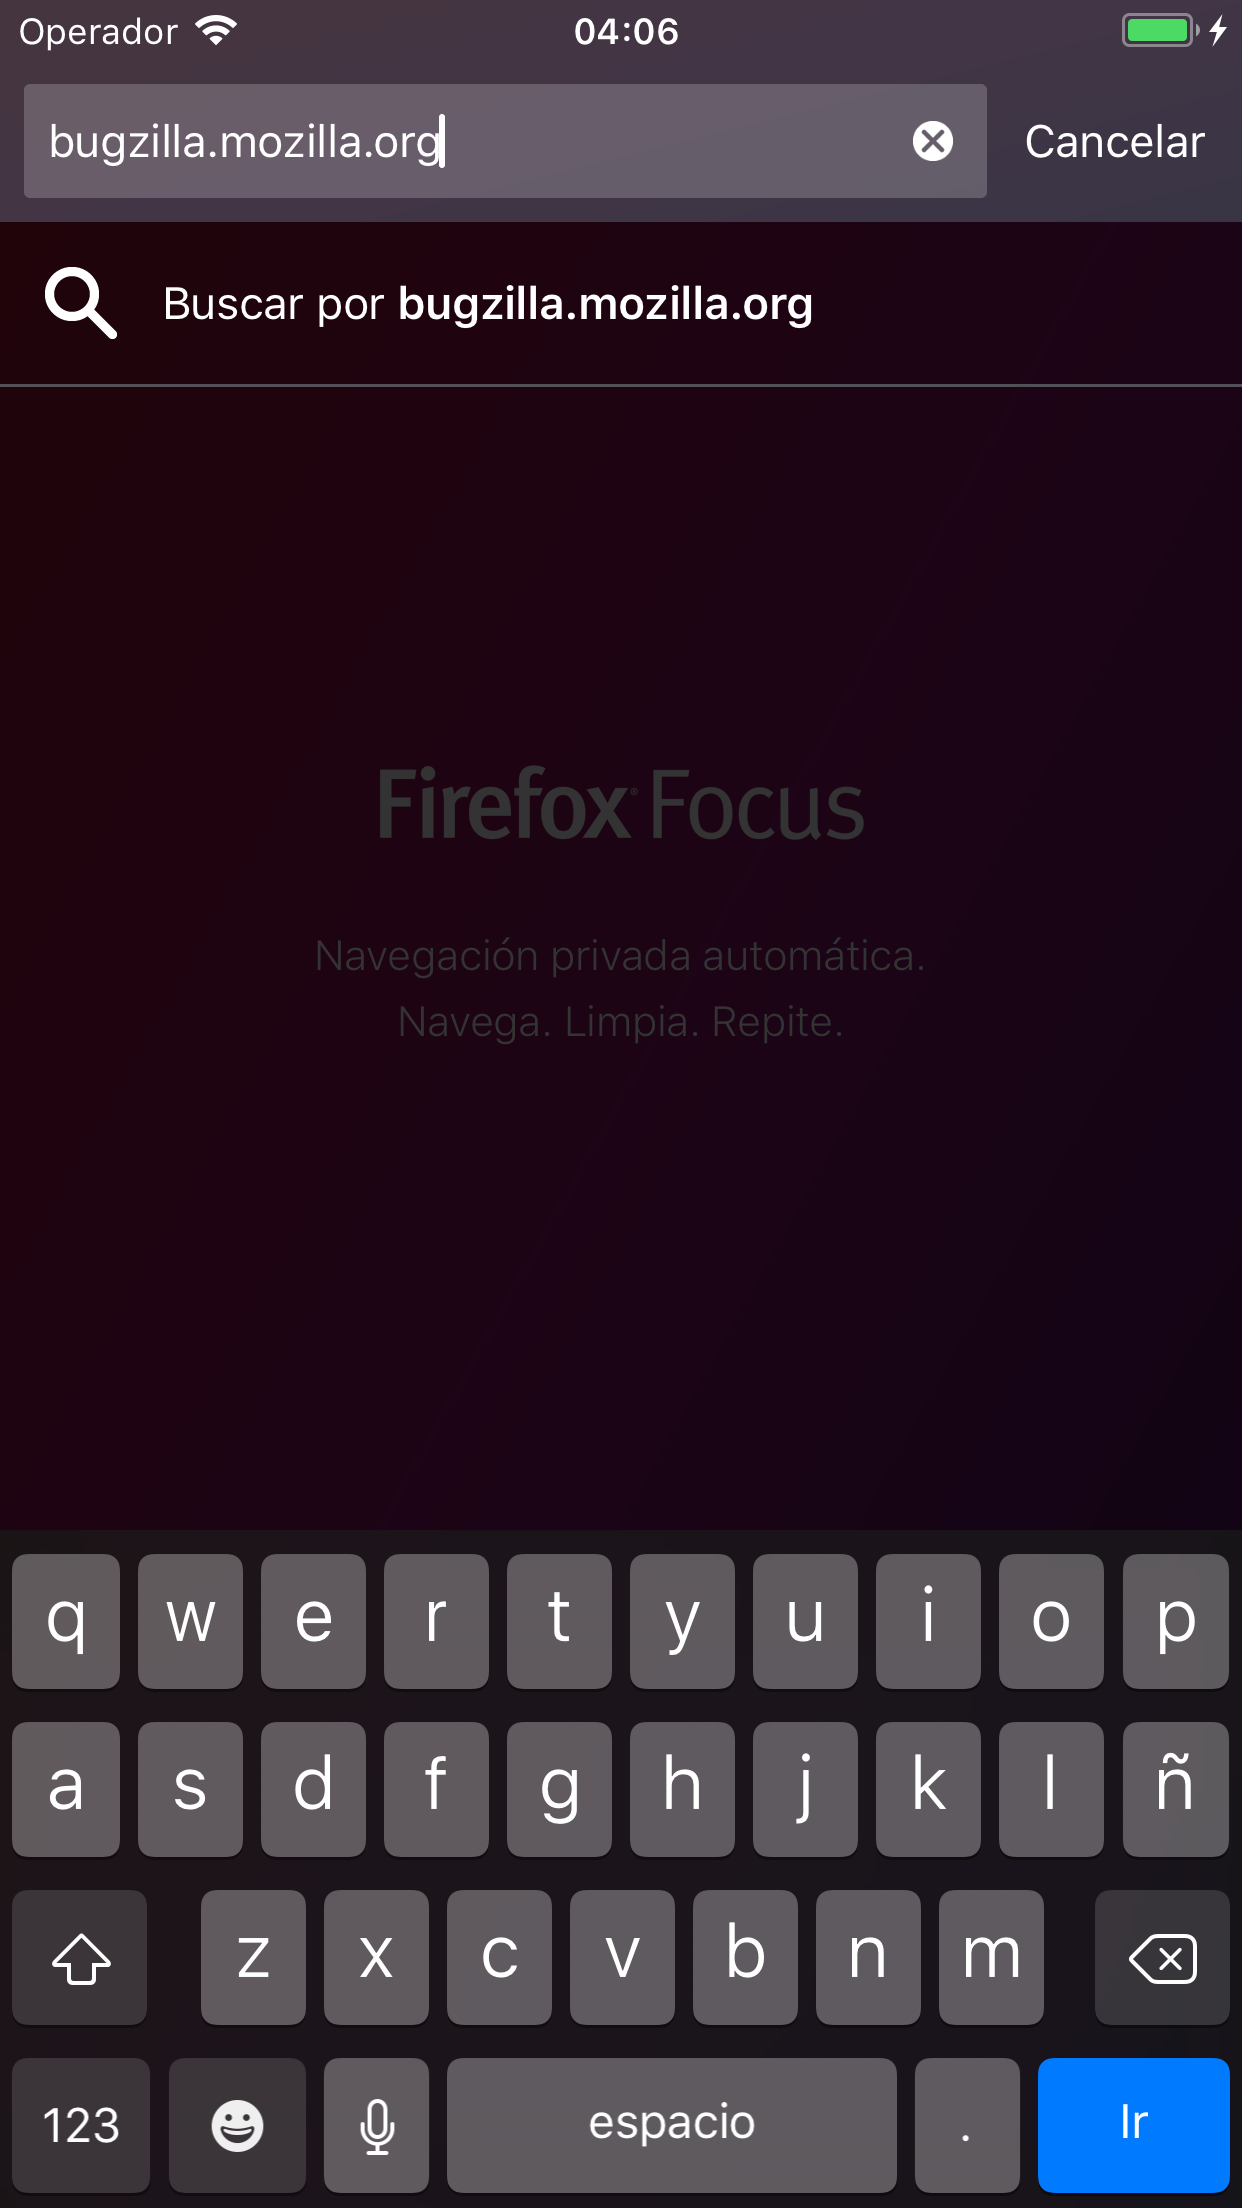 Operador 04:06
bugzilla.mozilla.org Cancelar
Buscar por bugzilla.mozilla.org
Firefox® Focus
Navegación privada automática.
Navega. Limpia. Repite.
q w e r t y u i o p
a s d f g h j k l ñ
z x c v b n m
123 espacio . Ir